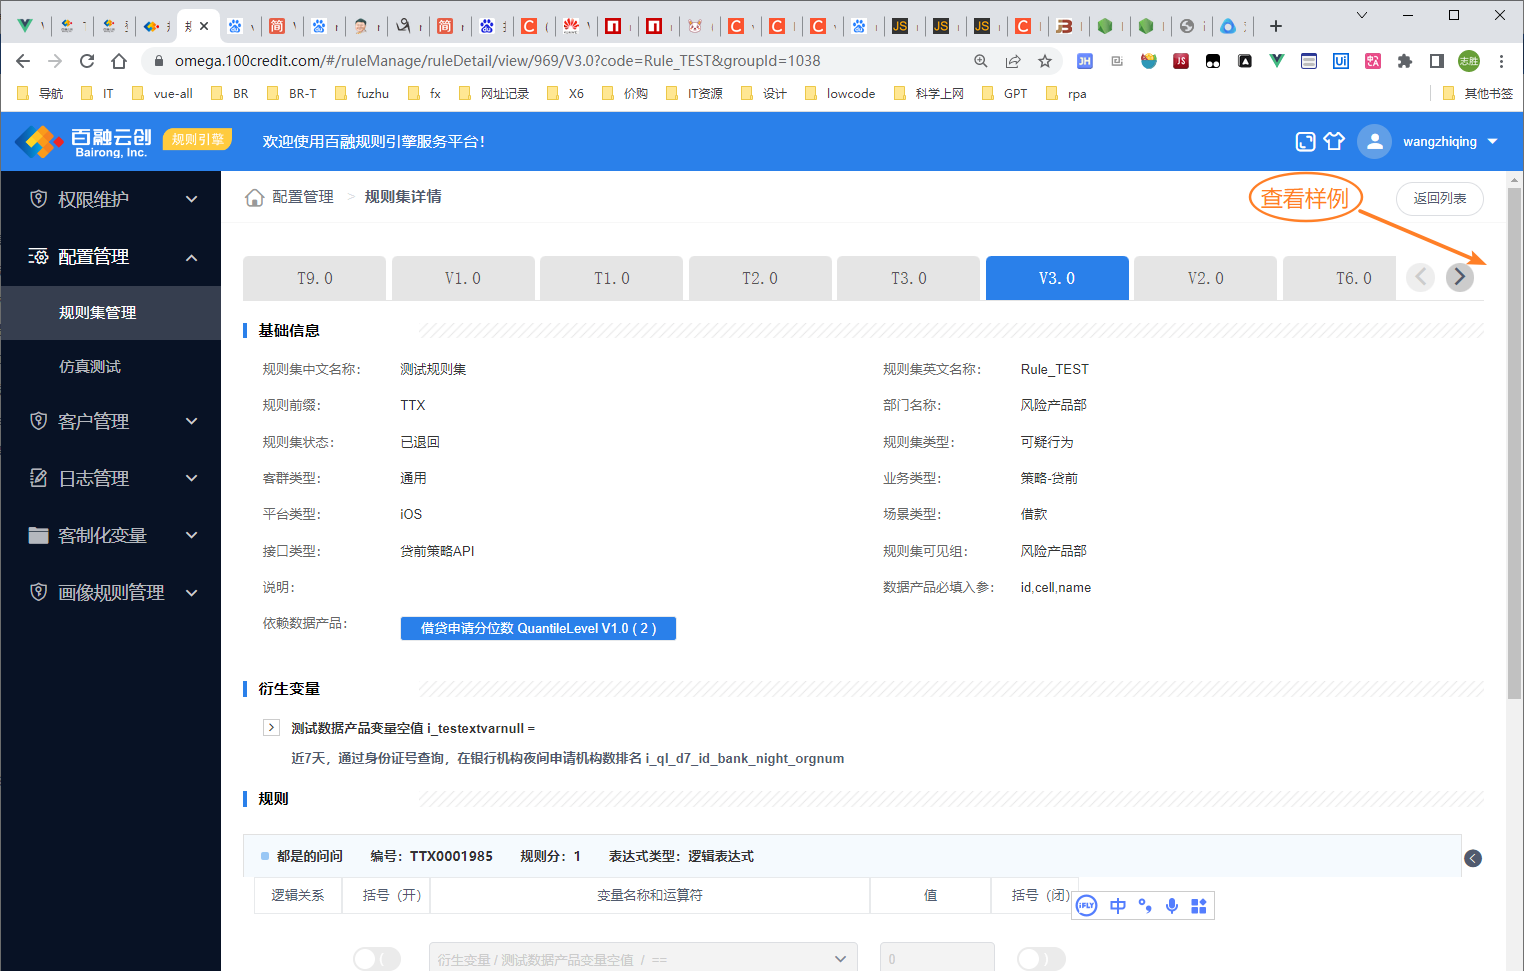 omega.100credit.com/#/ruleManage/ruleDetail/view/969/V3.0?code=Rule_TEST&groupId=1038
导航 IT vue-all BR BR-T fuzhu fx 网址记录 X6 价购 IT资源 设计 lowcode 科学上网 GPT rpa 其他书签
百融云创 规则引擎 欢迎使用百融规则引擎服务平台! wangzhiqing
Bairong, Inc.
权限维护
配置管理
规则集管理
仿真测试
客户管理
日志管理
客制化变量
画像规则管理
配置管理 > 规则集详情 查看样例 返回列表
T9.0 V1.0 T1.0 T2.0 T3.0 V3.0 V2.0 T6.0
基础信息
规则集中文名称: 测试规则集 规则集英文名称: Rule_TEST
规则前缀: TTX 部门名称: 风险产品部
规则集状态: 已退回 规则集类型: 可疑行为
客群类型: 通用 业务类型: 策略-贷前
平台类型: iOS 场景类型: 借款
接口类型: 贷前策略API 规则集可见组: 风险产品部
说明: 数据产品必填入参: id,cell,name
依赖数据产品: 借贷申请分位数 QuantileLevel V1.0 ( 2 )
衍生变量
测试数据产品变量空值 i_testextvarnull =
近7天，通过身份证号查询，在银行机构夜间申请机构数排名 i_ql_d7_id_bank_night_orgnum
规则
都是的问问 编号：TTX0001985 规则分：1 表达式类型：逻辑表达式
逻辑关系 括号（开） 变量名称和运算符 值 括号（闭）
iFLY 中
( 衍生变量 / 测试数据产品变量空值 / == 0 )